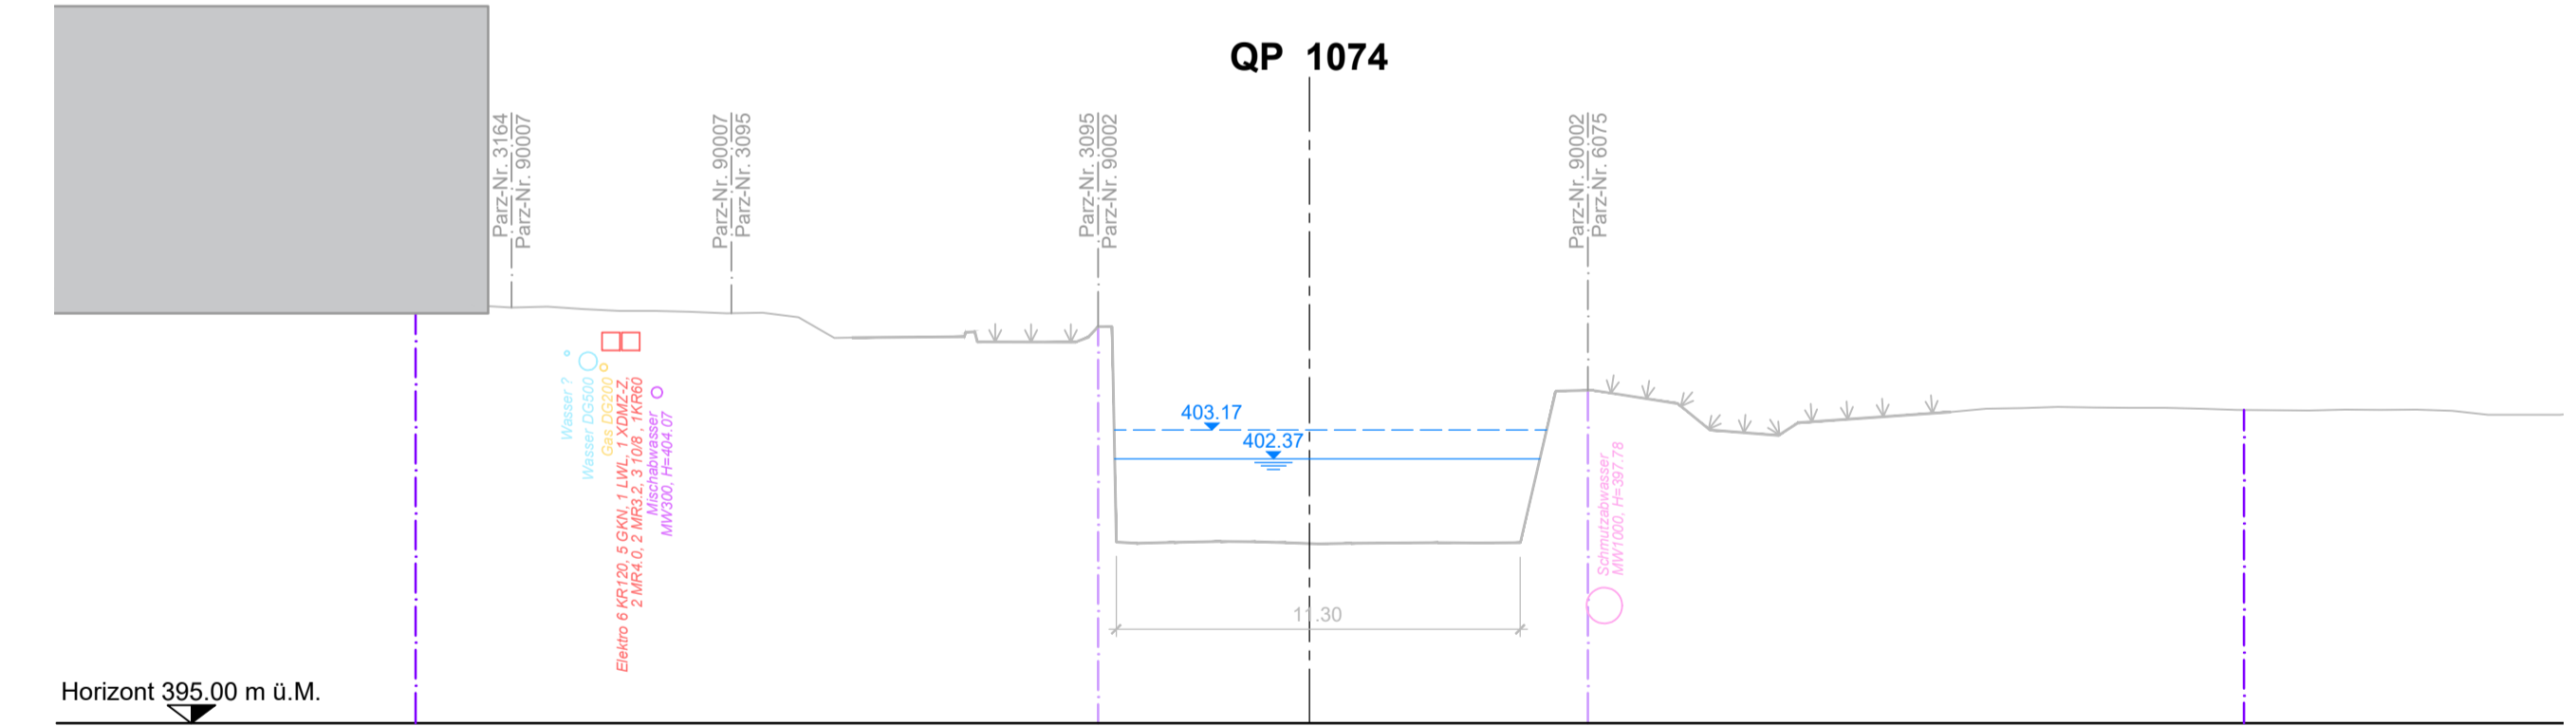 QP 1074
Parz-Nr. 3164
Parz-Nr. 90007
Parz-Nr. 90007
Parz-Nr. 3095
Parz-Nr. 3095
Parz-Nr. 90002
Parz-Nr. 90002
Parz-Nr. 6075
Wasser ?
Wasser DG500
Gas DG200
Elektro 6 KR120, 5 GKN, 1 LWL, 1 XDMZ-Z,
2 MR4.0, 2 MR3.2, 3 10/8 , 1KR60
Mischabwasser
MW300, H=404.07
403.17
402.37
Schmutzabwasser
MW1000, H=397.78
11.30
Horizont 395.00 m ü.M.